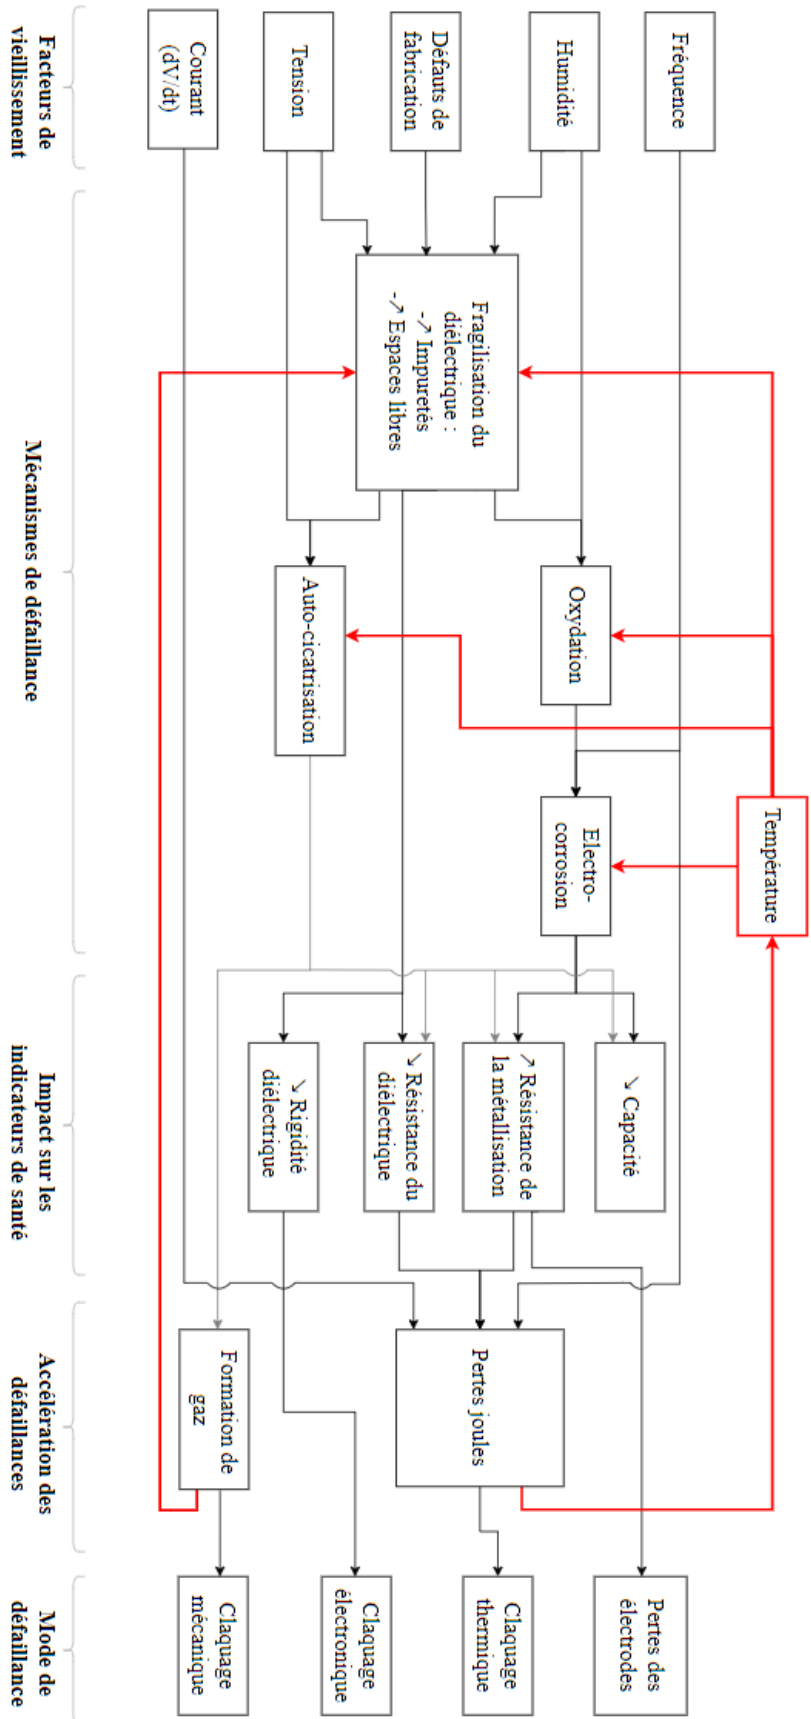 Fréquence
Humidité
Défauts de
fabrication
Tension
Courant
(dV/dt)
Facteurs de
vieillissement
Température
Fragilisation du
diélectrique :
-↗ Impuretés
-↗ Espaces libres
Oxydation
Auto-cicatrisation
Electro-
corrosion
Mécanismes de défaillance
↘ Capacité
↗ Résistance de
la métallisation
↘ Résistance du
diélectrique
↘ Rigidité
diélectrique
Impact sur les
indicateurs de santé
Pertes joules
Formation de
gaz
Accélération des
défaillances
Pertes des
électrodes
Claquage
thermique
Claquage
électronique
Claquage
mécanique
Mode de
défaillance